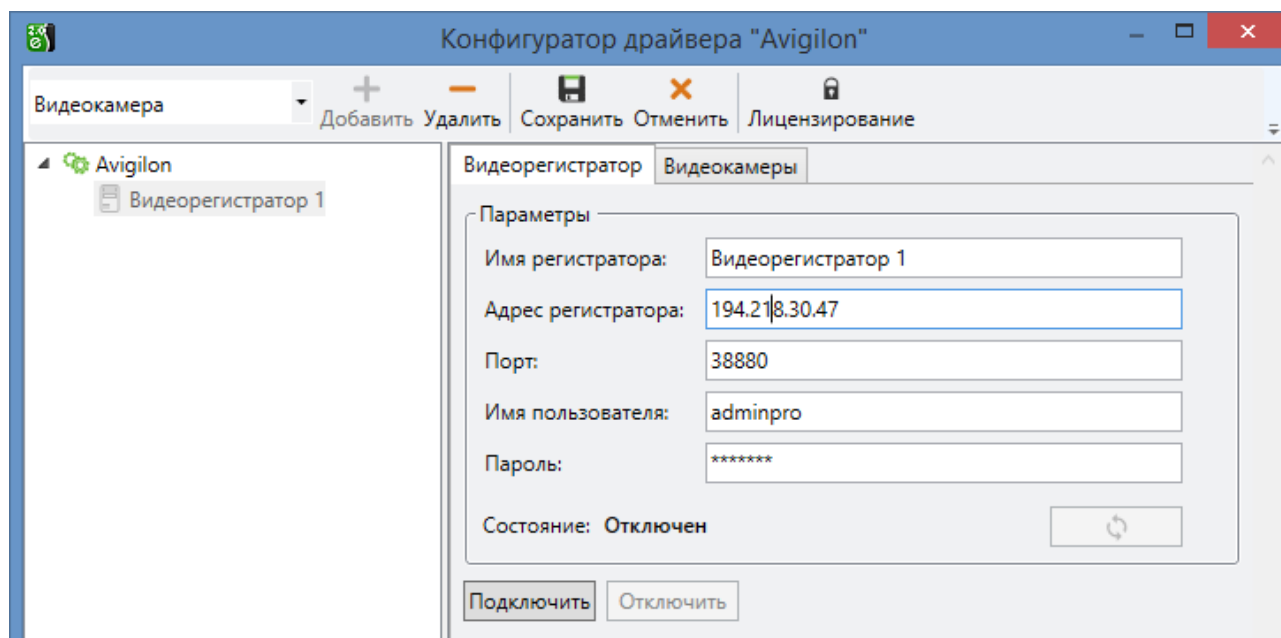 Конфигуратор драйвера "Avigilon"
Видеокамера
Добавить Удалить Сохранить Отменить Лицензирование
Avigilon
Видеорегистратор 1
Видеорегистратор Видеокамеры
Параметры
Имя регистратора: Видеорегистратор 1
Адрес регистратора: 194.218.30.47
Порт: 38880
Имя пользователя: adminpro
Пароль: *******
Состояние: Отключен
Подключить Отключить